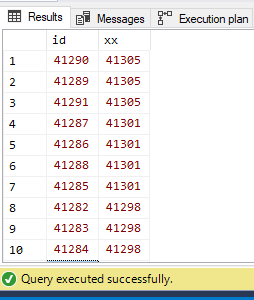 Results Messages Execution plan
id xx
1 41290 41305
2 41289 41305
3 41291 41305
4 41287 41301
5 41286 41301
6 41288 41301
7 41285 41301
8 41282 41298
9 41283 41298
10 41284 41298
Query executed successfully.